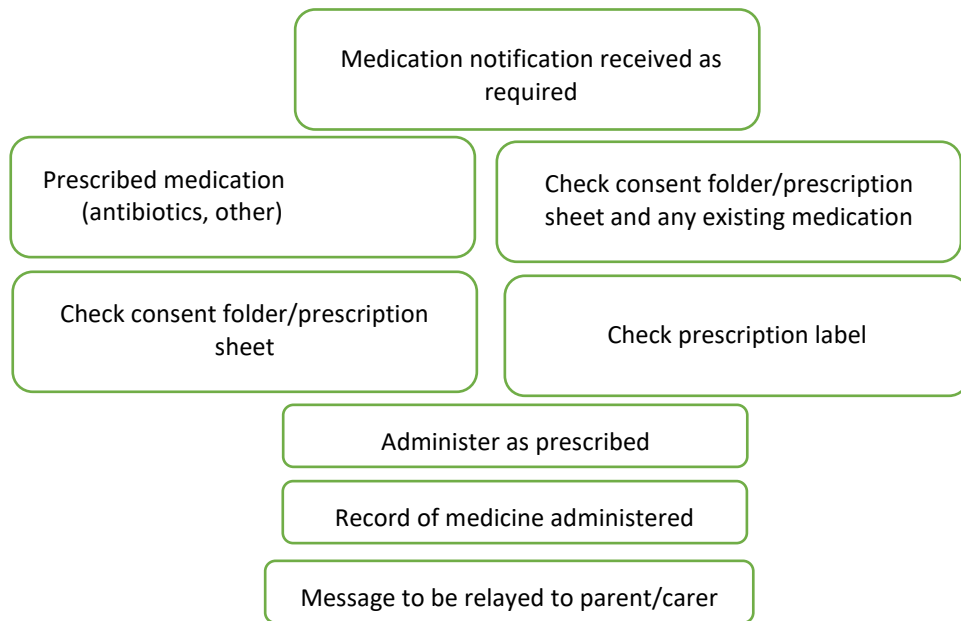 Medication notification received as
required
Prescribed medication
(antibiotics, other)
Check consent folder/prescription
sheet and any existing medication
Check consent folder/prescription
sheet
Check prescription label
Administer as prescribed
Record of medicine administered
Message to be relayed to parent/carer